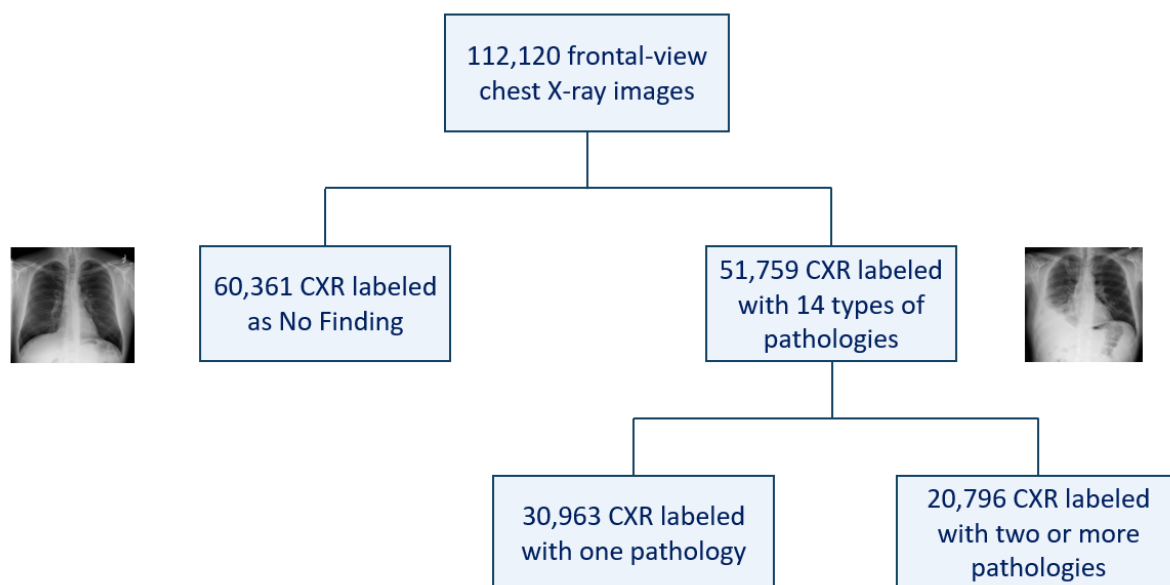 112,120 frontal-view
chest X-ray images
60,361 CXR labeled
as No Finding
51,759 CXR labeled
with 14 types of
pathologies
30,963 CXR labeled
with one pathology
20,796 CXR labeled
with two or more
pathologies